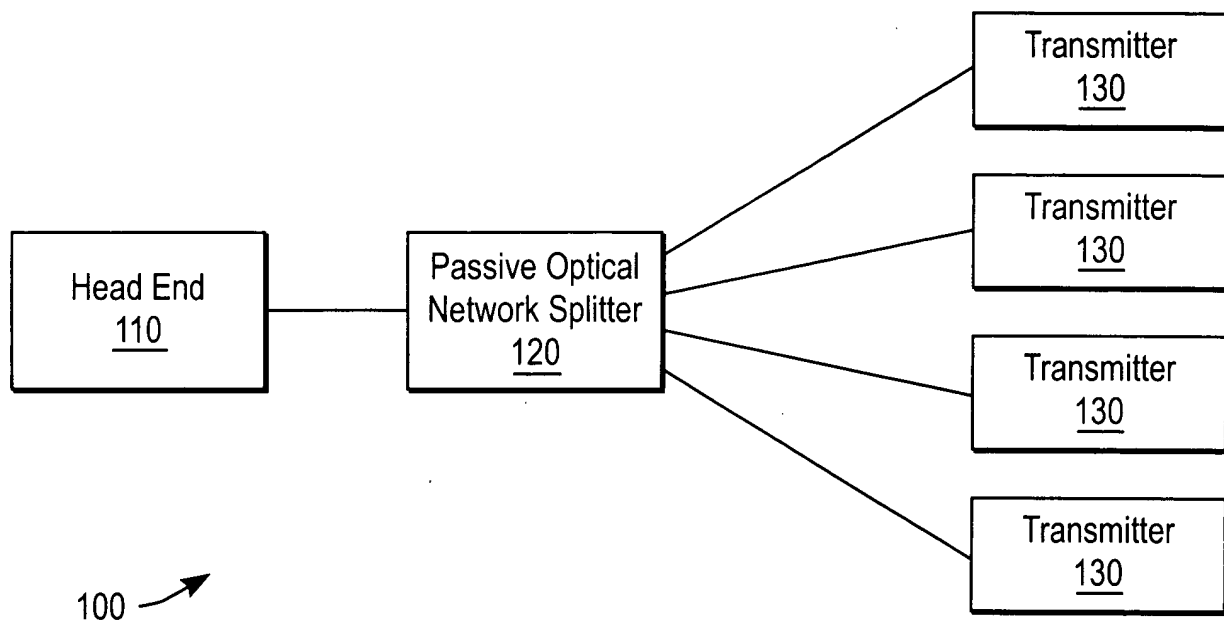 Head End
110
Passive Optical
Network Splitter
120
Transmitter
130
Transmitter
130
Transmitter
130
Transmitter
130
100